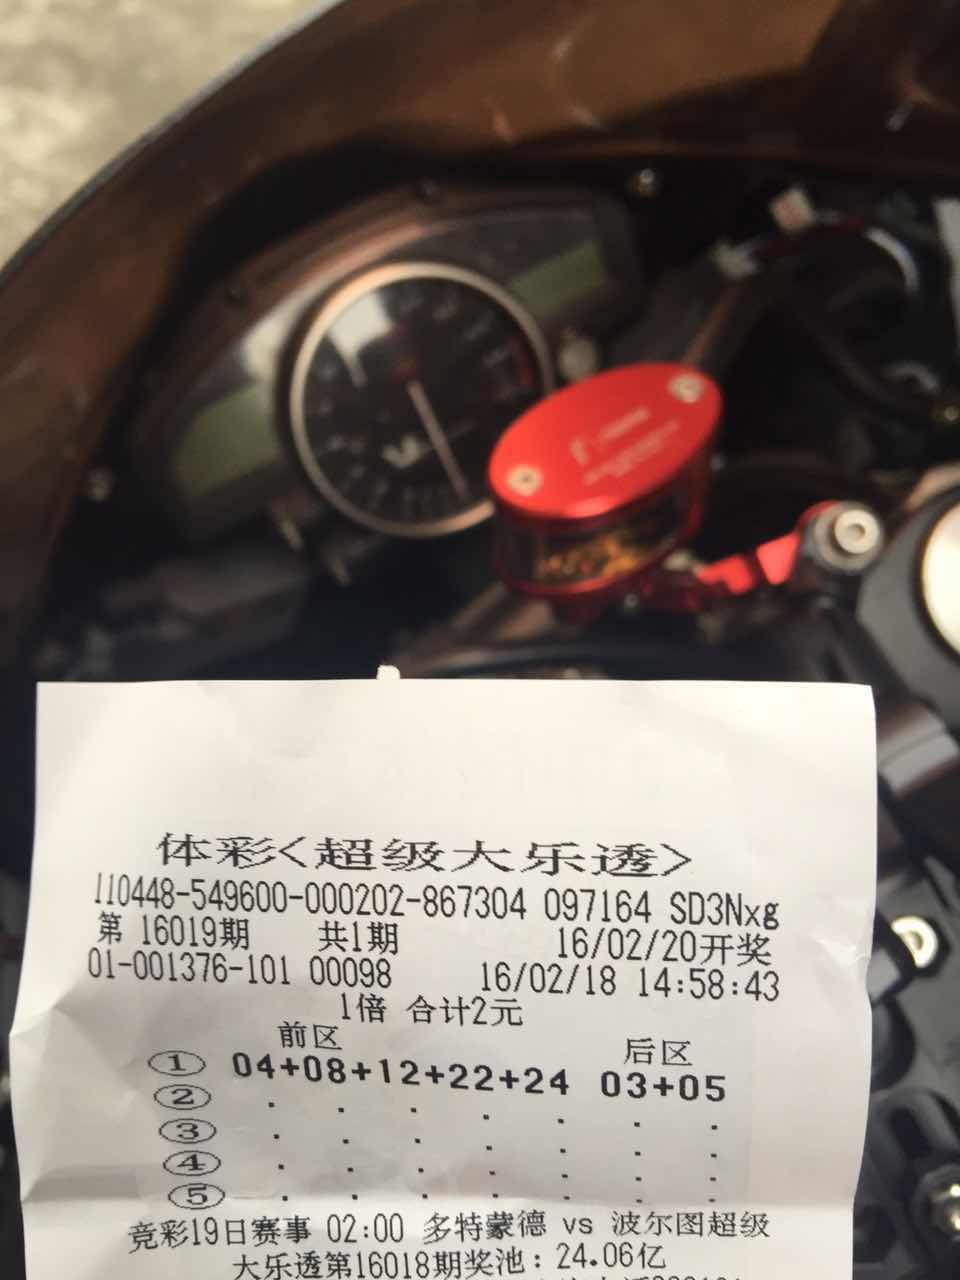 体彩<超级大乐透>
110448-549600-000202-867304 097164 SD3Nxg
第 16019期 共1期 16/02/20开奖
01-001376-101 00098 16/02/18 14:58:43
1倍 合计2元
前区 后区
① 04+08+12+22+24 03+05
② . . . . . . .
③ . . . . . . .
④ . . . . . . .
⑤ . . . . . . .
竞彩19日赛事 02:00 多特蒙德 vs 波尔图超级
大乐透第16018期奖池：24.06亿